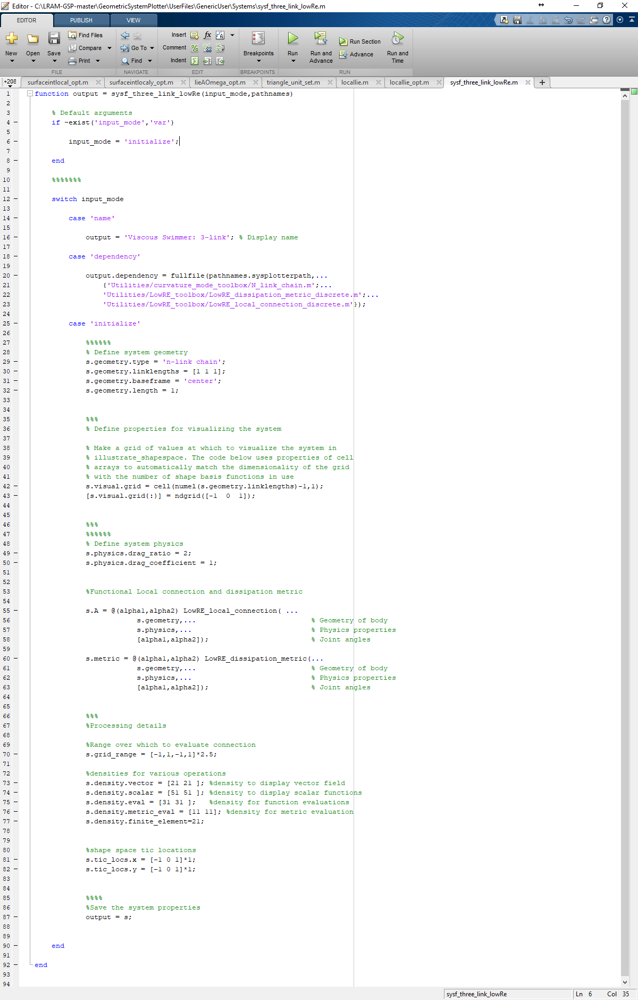 Editor - C:\LRAM-GSP-master\GeometricSystemPlotter\UserFiles\GenericUser\Systems\sysf_three_link_lowRe.m
EDITOR PUBLISH VIEW
New Open Save Find Files Compare Print
FILE
Go To Find
NAVIGATE
Insert fx
Comment
Indent
EDIT
Breakpoints
BREAKPOINTS
Run Run and Advance Run Section Advance Run and Time
RUN
+208 surfaceintlocal_opt.m surfaceintlocaly_opt.m lieAOmega_opt.m triangle_unit_set.m locallie.m locallie_opt.m sysf_three_link_lowRe.m +
1 function output = sysf_three_link_lowRe(input_mode,pathnames)
2
3 % Default arguments
4 if ~exist('input_mode','var')
5
6 input_mode = 'initialize';
7
8 end
9
10 %%%%%%%
11
12 switch input_mode
13
14 case 'name'
15
16 output = 'Viscous Swimmer: 3-link'; % Display name
17
18 case 'dependency'
19
20 output.dependency = fullfile(pathnames.sysplotterpath,...
21 {'Utilities/curvature_mode_toolbox/N_link_chain.m';...
22 'Utilities/LowRE_toolbox/LowRE_dissipation_metric_discrete.m';...
23 'Utilities/LowRE_toolbox/LowRE_local_connection_discrete.m'});
24
25 case 'initialize'
26
27 %%%%%%
28 % Define system geometry
29 s.geometry.type = 'n-link chain';
30 s.geometry.linklengths = [1 1 1];
31 s.geometry.baseframe = 'center';
32 s.geometry.length = 1;
33
34
35 %%%
36 % Define properties for visualizing the system
37
38 % Make a grid of values at which to visualize the system in
39 % illustrate_shapespace. The code below uses properties of cell
40 % arrays to automatically match the dimensionality of the grid
41 % with the number of shape basis functions in use
42 s.visual.grid = cell(numel(s.geometry.linklengths)-1,1);
43 [s.visual.grid{:}] = ndgrid([-1  0  1]);
44
45
46 %%%
47 %%%%%%
48 % Define system physics
49 s.physics.drag_ratio = 2;
50 s.physics.drag_coefficient = 1;
51
52
53 %Functional Local connection and dissipation metric
54
55 s.A = @(alpha1,alpha2) LowRE_local_connection( ...
56 s.geometry,... % Geometry of body
57 s.physics,... % Physics properties
58 [alpha1,alpha2]); % Joint angles
59
60 s.metric = @(alpha1,alpha2) LowRE_dissipation_metric(...
61 s.geometry,... % Geometry of body
62 s.physics,... % Physics properties
63 [alpha1,alpha2]); % Joint angles
64
65
66 %%%
67 %Processing details
68
69 %Range over which to evaluate connection
70 s.grid_range = [-1,1,-1,1]*2.5;
71
72 %densities for various operations
73 s.density.vector = [21 21 ]; %density to display vector field
74 s.density.scalar = [51 51 ]; %density to display scalar functions
75 s.density.eval = [31 31 ];   %density for function evaluations
76 s.density.metric_eval = [11 11]; %density for metric evaluation
77 s.density.finite_element=21;
78
79
80 %shape space tic locations
81 s.tic_locs.x = [-1 0 1]*1;
82 s.tic_locs.y = [-1 0 1]*1;
83
84
85 %%%%
86 %Save the system properties
87 output = s;
88
89
90 end
91
92 end
93
94
sysf_three_link_lowRe Ln 6 Col 35